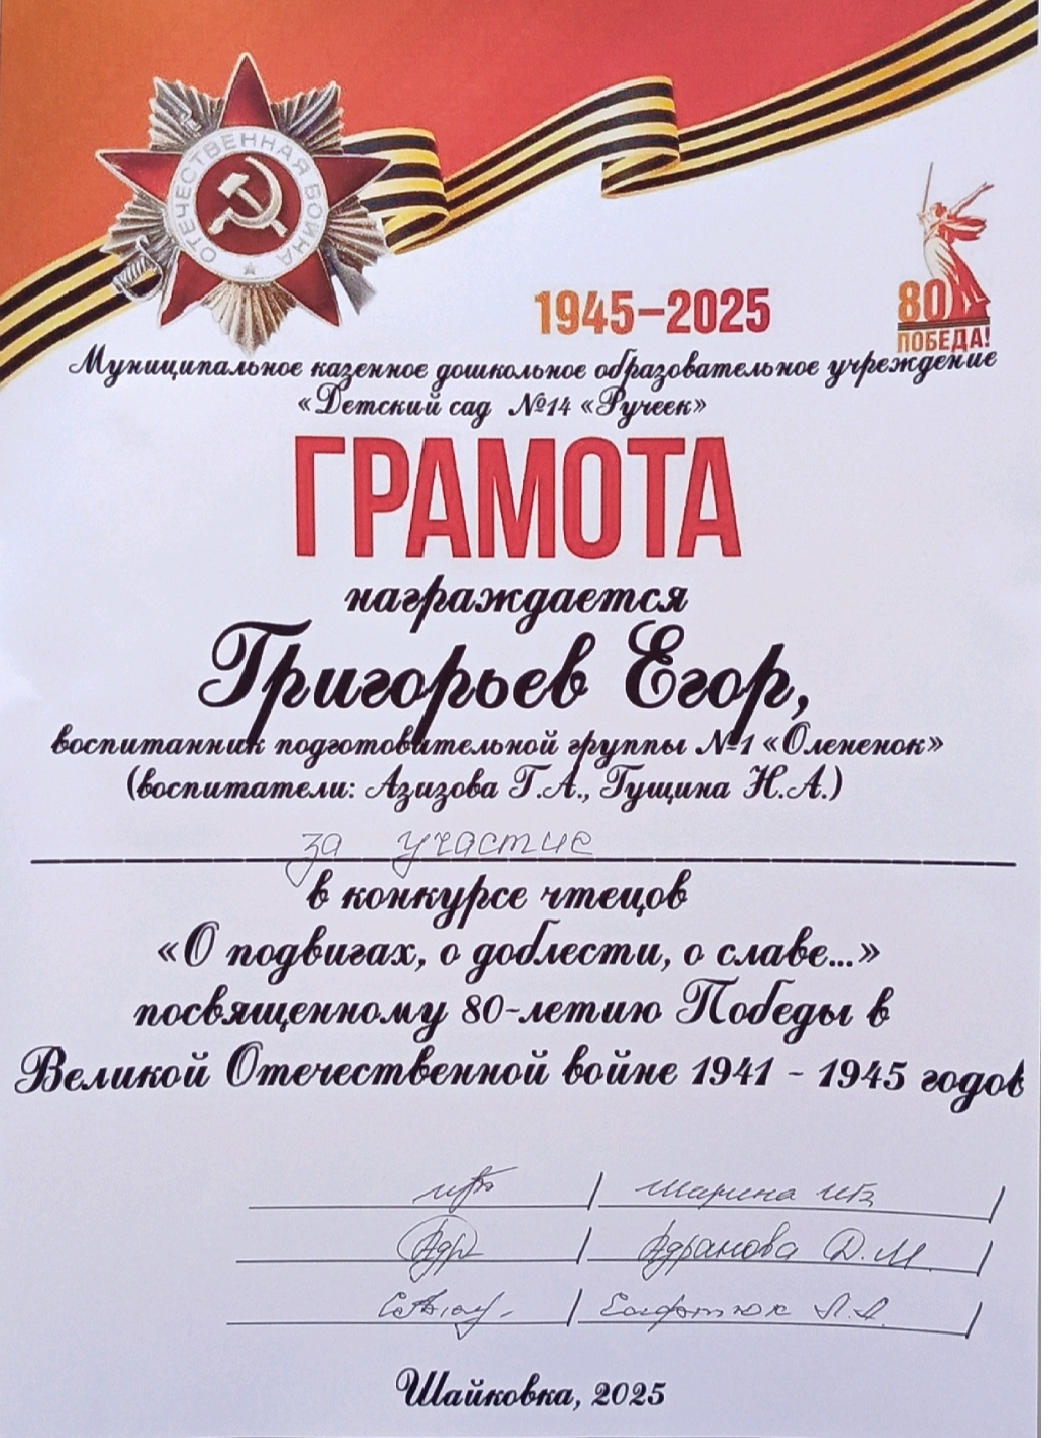 ОТЕЧЕСТВЕННАЯ ВОЙНА
1945–2025
80
ПОБЕДА!
Муниципальное казенное дошкольное образовательное учреждение
«Детский сад №14 «Ручеек»
ГРАМОТА
награждается
Григорьев Егор,
воспитанник подготовительной группы №1 «Олененок»
(воспитатели: Азизова Г.А., Гущина Н.А.)
за участие
в конкурсе чтецов
«О подвигах, о доблести, о славе...»
посвященному 80-летию Победы в
Великой Отечественной войне 1941 - 1945 годов
/ Шарина /
/ Адранова Д.М. /
/ Л.А. /
Шайковка, 2025